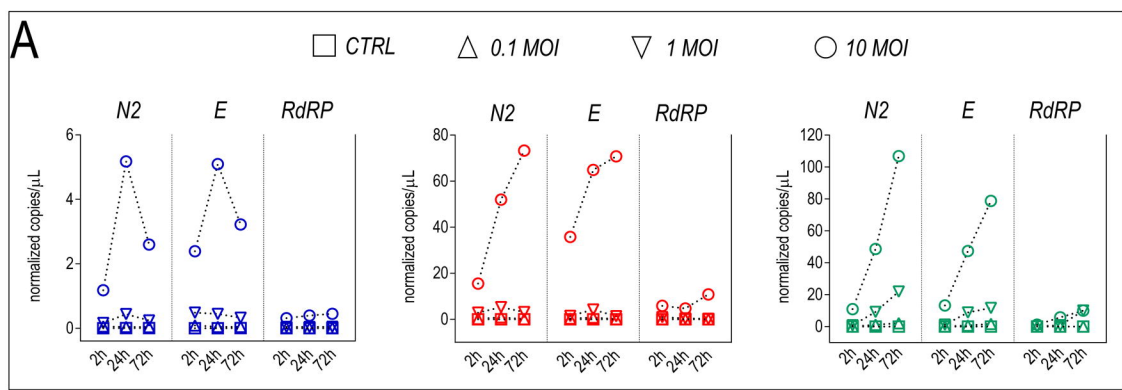 A
CTRL 0.1 MOI 1 MOI 10 MOI
N2 E RdRP
normalized copies/μL
6
4
2
0
2h 24h 72h 2h 24h 72h 2h 24h 72h
N2 E RdRP
normalized copies/μL
80
60
40
20
0
2h 24h 72h 2h 24h 72h 2h 24h 72h
N2 E RdRP
normalized copies/μL
120
100
80
60
40
20
0
2h 24h 72h 2h 24h 72h 2h 24h 72h